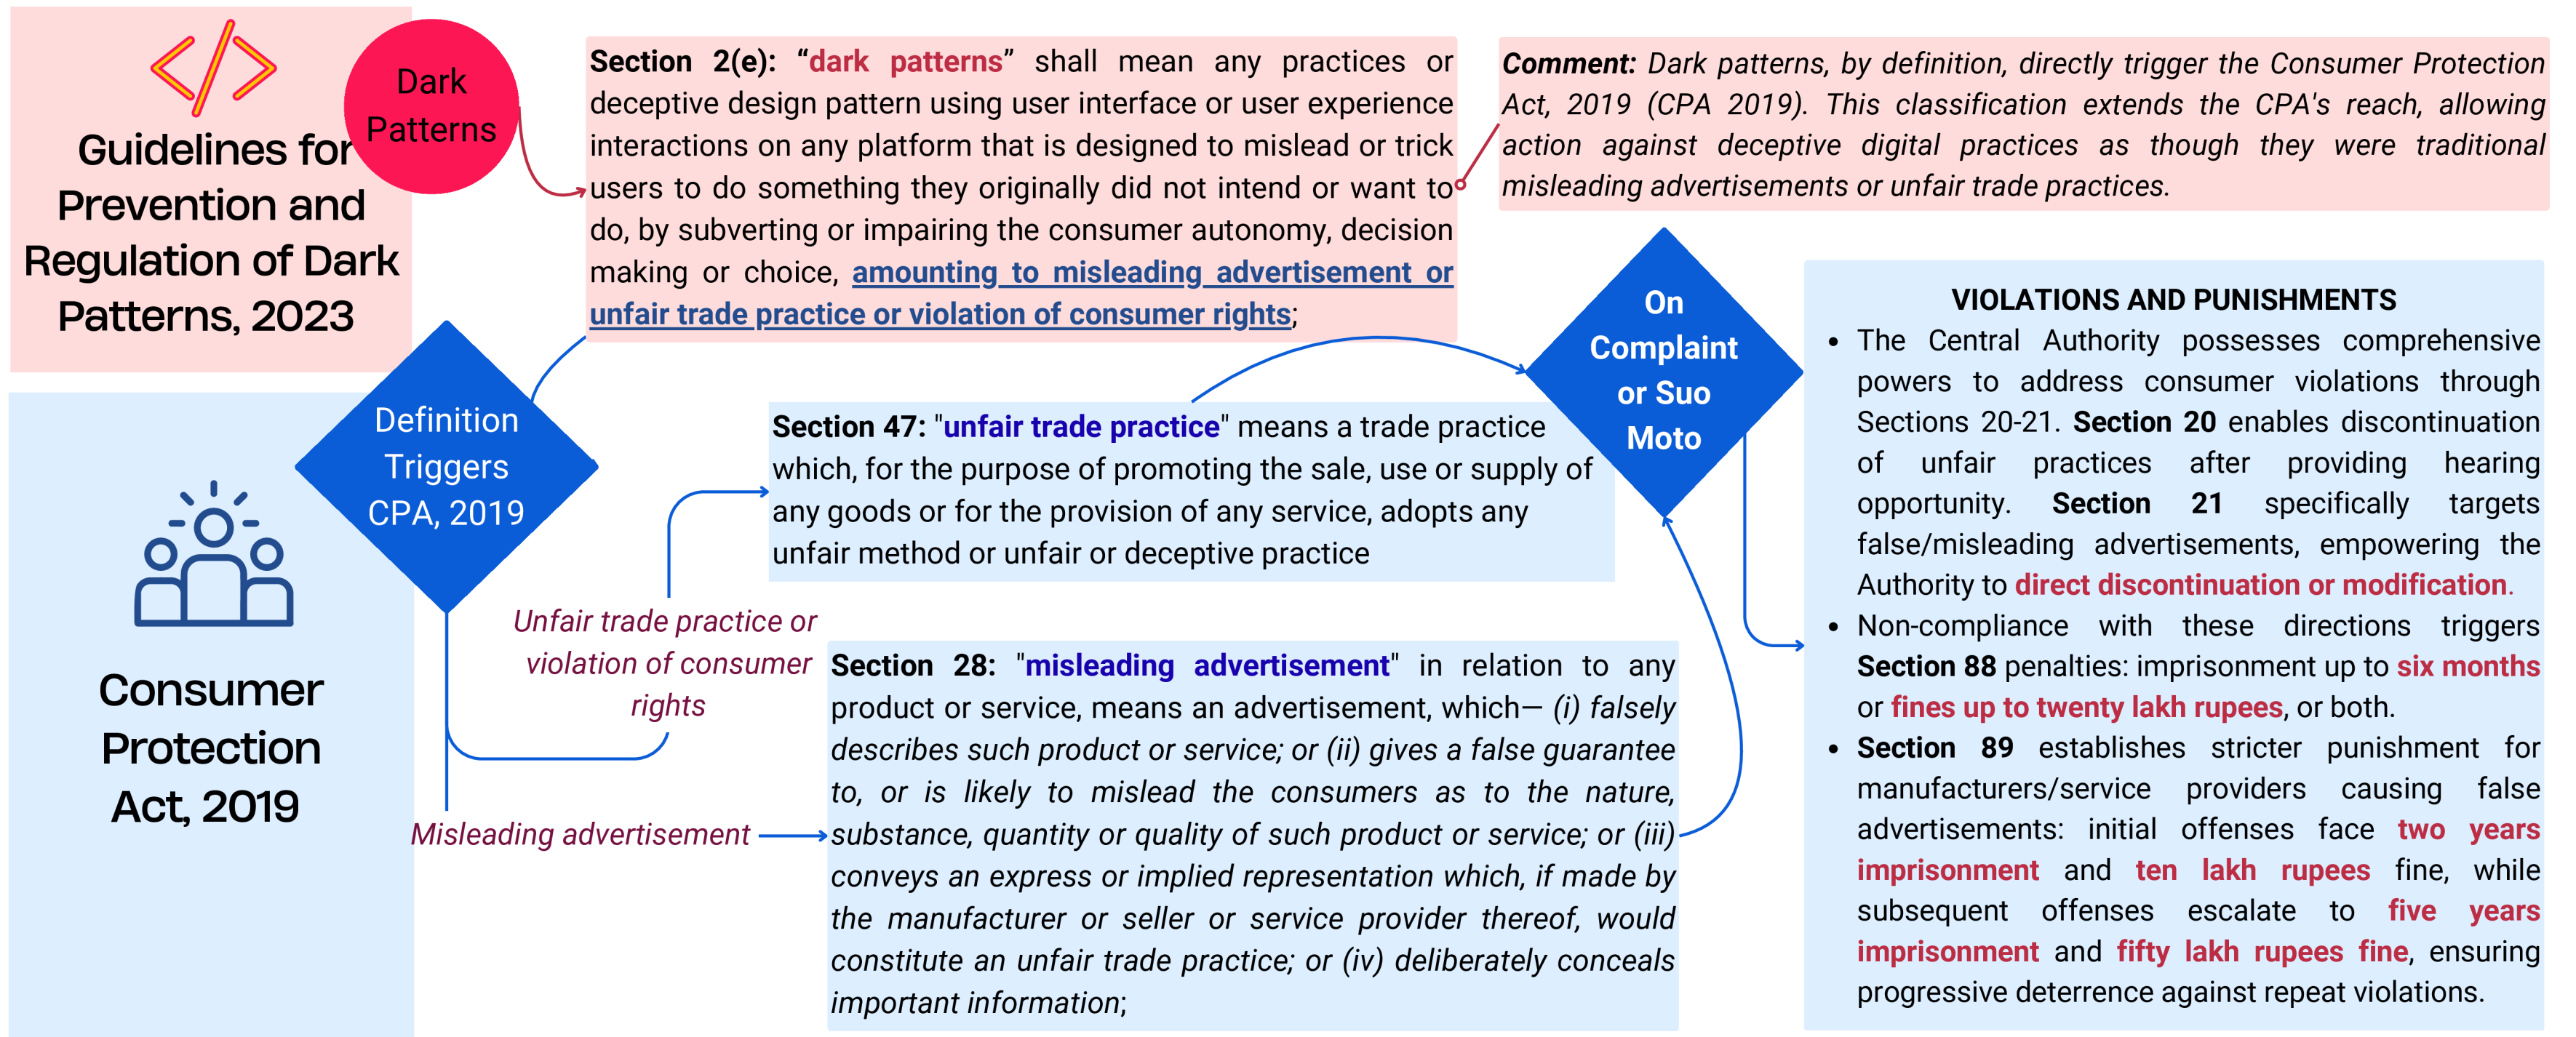 Guidelines for
Prevention and
Regulation of Dark
Patterns, 2023
Dark
Patterns
Section 2(e): “dark patterns” shall mean any practices or
deceptive design pattern using user interface or user experience
interactions on any platform that is designed to mislead or trick
users to do something they originally did not intend or want to
do, by subverting or impairing the consumer autonomy, decision
making or choice, amounting to misleading advertisement or
unfair trade practice or violation of consumer rights;
Comment: Dark patterns, by definition, directly trigger the Consumer Protection
Act, 2019 (CPA 2019). This classification extends the CPA's reach, allowing
action against deceptive digital practices as though they were traditional
misleading advertisements or unfair trade practices.
Definition
Triggers
CPA, 2019
Consumer
Protection
Act, 2019
Unfair trade practice or
violation of consumer
rights
Misleading advertisement
Section 47: "unfair trade practice" means a trade practice
which, for the purpose of promoting the sale, use or supply of
any goods or for the provision of any service, adopts any
unfair method or unfair or deceptive practice
Section 28: "misleading advertisement" in relation to any
product or service, means an advertisement, which— (i) falsely
describes such product or service; or (ii) gives a false guarantee
to, or is likely to mislead the consumers as to the nature,
substance, quantity or quality of such product or service; or (iii)
conveys an express or implied representation which, if made by
the manufacturer or seller or service provider thereof, would
constitute an unfair trade practice; or (iv) deliberately conceals
important information;
On
Complaint
or Suo
Moto
VIOLATIONS AND PUNISHMENTS
• The Central Authority possesses comprehensive
powers to address consumer violations through
Sections 20-21. Section 20 enables discontinuation
of unfair practices after providing hearing
opportunity. Section 21 specifically targets
false/misleading advertisements, empowering the
Authority to direct discontinuation or modification.
• Non-compliance with these directions triggers
Section 88 penalties: imprisonment up to six months
or fines up to twenty lakh rupees, or both.
• Section 89 establishes stricter punishment for
manufacturers/service providers causing false
advertisements: initial offenses face two years
imprisonment and ten lakh rupees fine, while
subsequent offenses escalate to five years
imprisonment and fifty lakh rupees fine, ensuring
progressive deterrence against repeat violations.